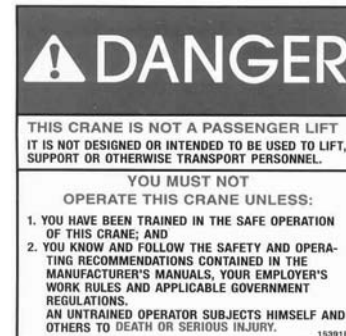 DANGER
THIS CRANE IS NOT A PASSENGER LIFT
IT IS NOT DESIGNED OR INTENDED TO BE USED TO LIFT,
SUPPORT OR OTHERWISE TRANSPORT PERSONNEL.
YOU MUST NOT
OPERATE THIS CRANE UNLESS:
1. YOU HAVE BEEN TRAINED IN THE SAFE OPERATION
OF THIS CRANE; AND
2. YOU KNOW AND FOLLOW THE SAFETY AND OPERA-
TING RECOMMENDATIONS CONTAINED IN THE
MANUFACTURER'S MANUALS, YOUR EMPLOYER'S
WORK RULES AND APPLICABLE GOVERNMENT
REGULATIONS.
AN UNTRAINED OPERATOR SUBJECTS HIMSELF AND
OTHERS TO DEATH OR SERIOUS INJURY.